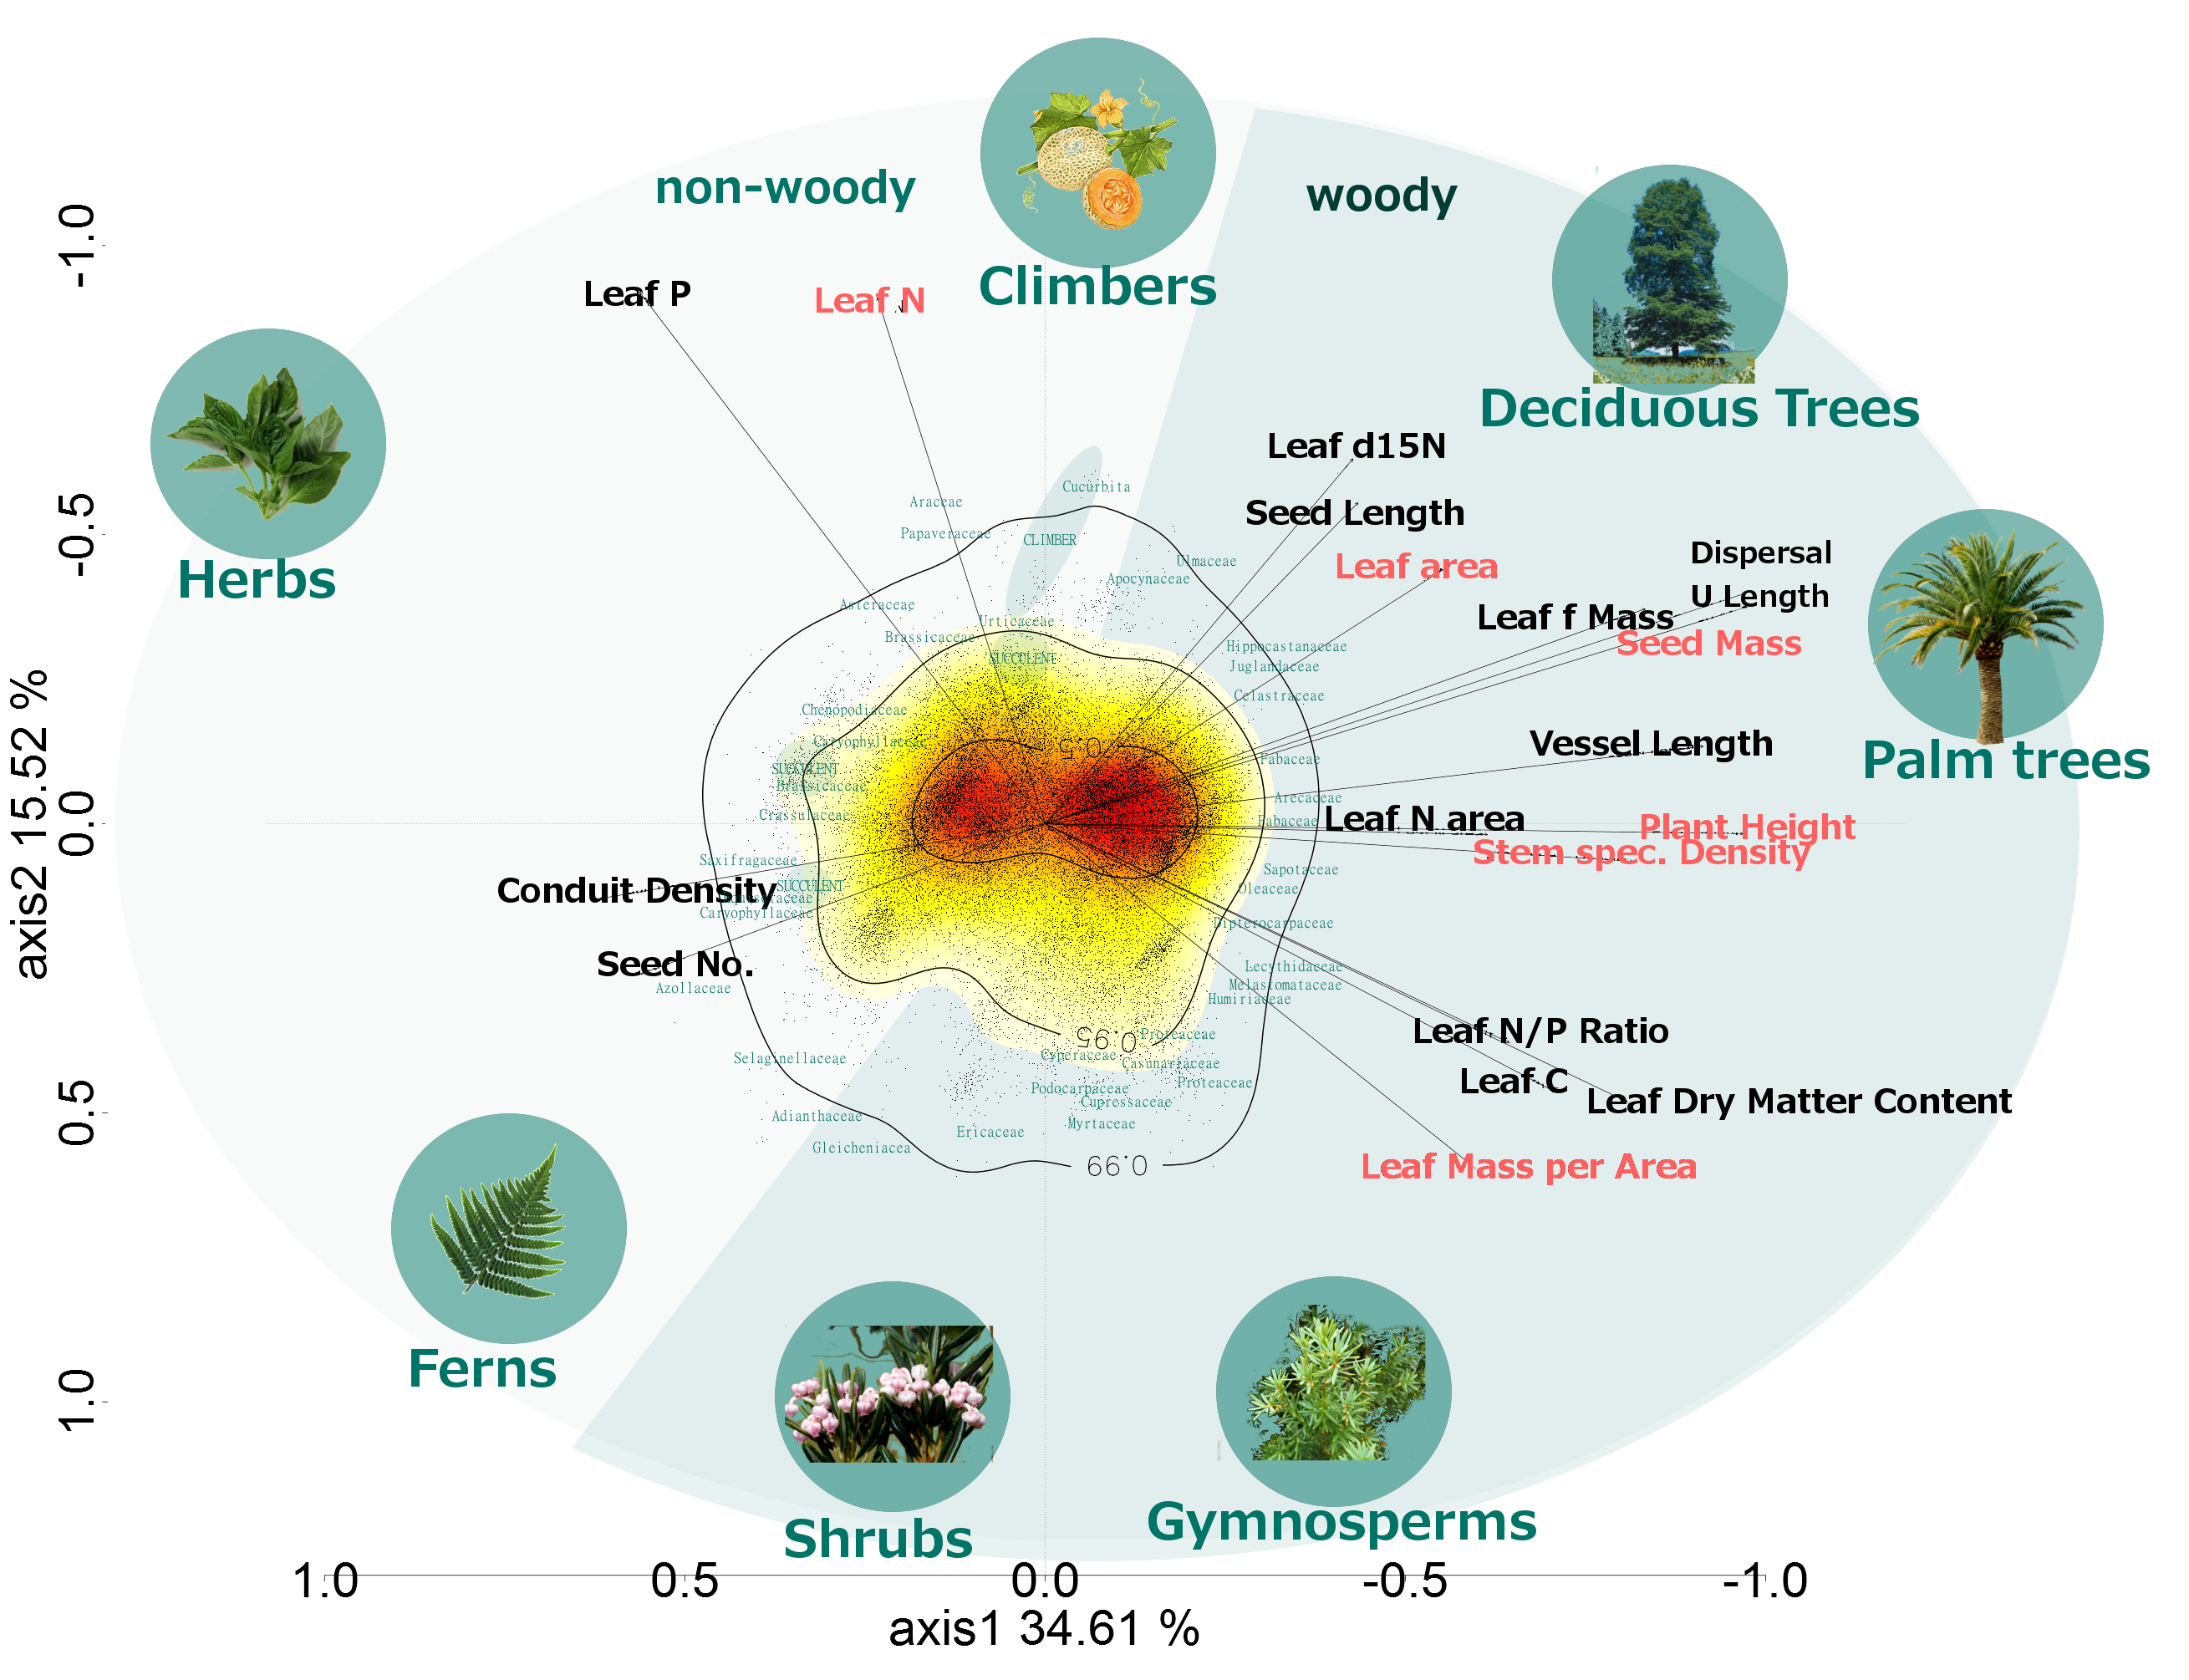 non-woody
woody
Climbers
Deciduous Trees
Herbs
Palm trees
Ferns
Shrubs
Gymnosperms
Leaf P
Leaf N
Leaf d15N
Seed Length
Leaf area
Dispersal
U Length
Leaf f Mass
Seed Mass
Vessel Length
Leaf N area
Plant Height
Stem spec. Density
Conduit Density
Seed No.
Leaf N/P Ratio
Leaf C
Leaf Dry Matter Content
Leaf Mass per Area
Cucurbita
Araceae
Papaveraceae
CLIMBER
Ulmaceae
Apocynaceae
Asteraceae
Urticaceae
Brassicaceae
SUCCULENT
Hippocastanaceae
Juglandaceae
Celastraceae
Chenopodiaceae
Caryophyllaceae
Fabaceae
SUCCULENT
Brassicaceae
Arecaceae
Crassulaceae
Fabaceae
Saxifragaceae
Sapotaceae
SUCCULENT
Oleaceae
Caryophyllaceae
Dipterocarpaceae
Lecythidaceae
Azollaceae
Melastomataceae
Humiriaceae
Proteaceae
Cyperaceae
Selaginellaceae
Casunariaceae
Proteaceae
Podocarpaceae
Cupressaceae
Adianthaceae
Myrtaceae
Ericaceae
Gleicheniacea
0.5
0.95
0.99
-1.0
-0.5
0.0
0.5
1.0
axis2 15.52 %
1.0
0.5
0.0
-0.5
-1.0
axis1 34.61 %